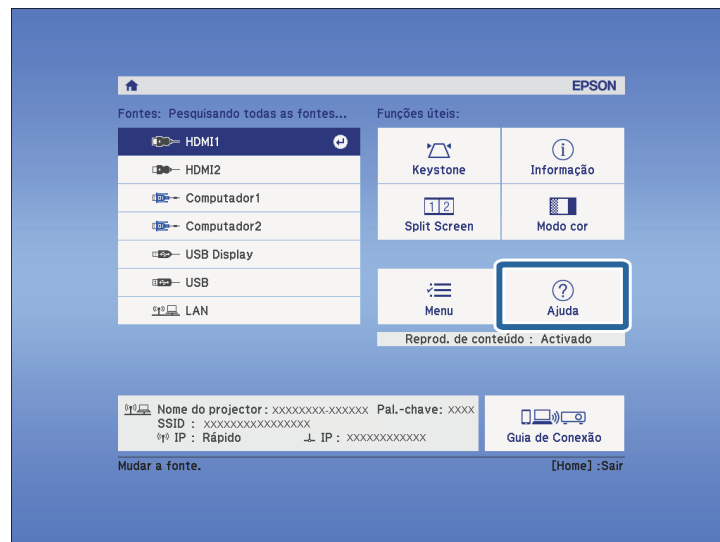 EPSON
Fontes: Pesquisando todas as fontes...
Funções úteis:
HDMI1
HDMI2
Computador1
Computador2
USB Display
USB
LAN
Keystone
Informação
1 2
Split Screen
Modo cor
Menu
Ajuda
Reprod. de conteúdo : Activado
Nome do projector : XXXXXXXX-XXXXXX Pal.-chave: XXXX
SSID : XXXXXXXXXXXXXXX
IP : Rápido IP : XXXXXXXXXXXX
Guia de Conexão
Mudar a fonte.
[Home] :Sair